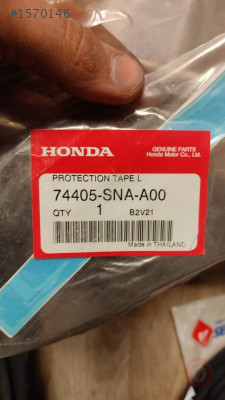 #1570146
HONDA
GENUINE PARTS
Honda Motor Co., Ltd.
PROTECTION TAPE L
74405-SNA-A00
QTY 1 B2V21
Made in THAILAND